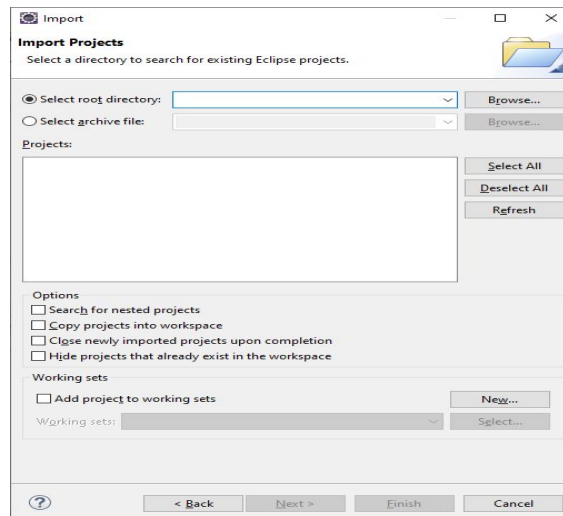 Import
Import Projects
Select a directory to search for existing Eclipse projects.
Select root directory: Browse...
Select archive file: Browse...
Projects:
Select All
Deselect All
Refresh
Options
Search for nested projects
Copy projects into workspace
Close newly imported projects upon completion
Hide projects that already exist in the workspace
Working sets
Add project to working sets New...
Working sets: Select...
? < Back Next > Finish Cancel